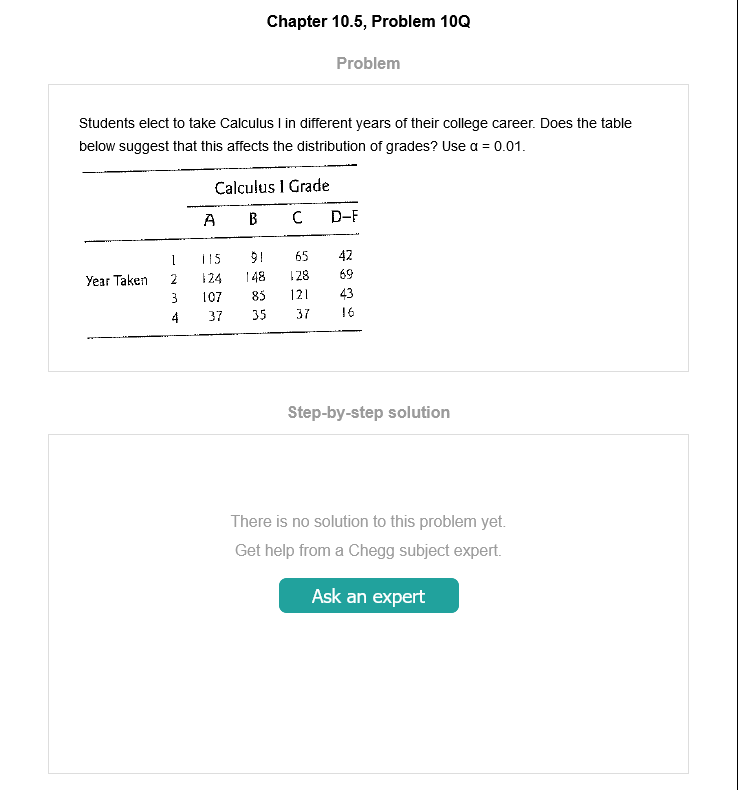 Chapter 10.5, Problem 10Q
Problem
Students elect to take Calculus I in different years of their college career. Does the table
below suggest that this affects the distribution of grades? Use α = 0.01.
Calculus I Grade
A B C D–F
1 115 91 65 42
Year Taken 2 124 148 128 69
3 107 85 121 43
4 37 35 37 16
Step-by-step solution
There is no solution to this problem yet.
Get help from a Chegg subject expert.
Ask an expert